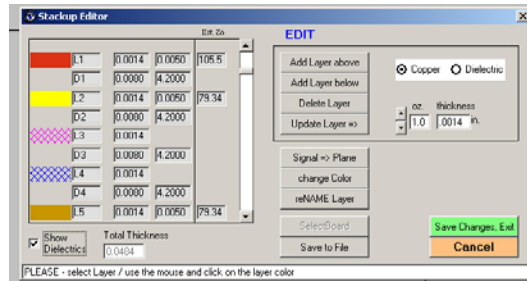 Stackup Editor
Est. Zo
EDIT
L1 0.0014 0.0050 105.5
D1 0.0080 4.2000
L2 0.0014 0.0050 79.34
D2 0.0080 4.2000
L3 0.0014
D3 0.0080 4.2000
L4 0.0014
D4 0.0080 4.2000
L5 0.0014 0.0050 79.34
Add Layer above
Add Layer below
Delete Layer
Update Layer =>
Copper Dielectric
oz. thickness
1.0 .0014 in.
Signal => Plane
change Color
reNAME Layer
SelectBoard
Save to File
Save Changes, Exit
Cancel
Show Dielectrics
Total Thickness
0.0484
PLEASE - select Layer / use the mouse and click on the layer color